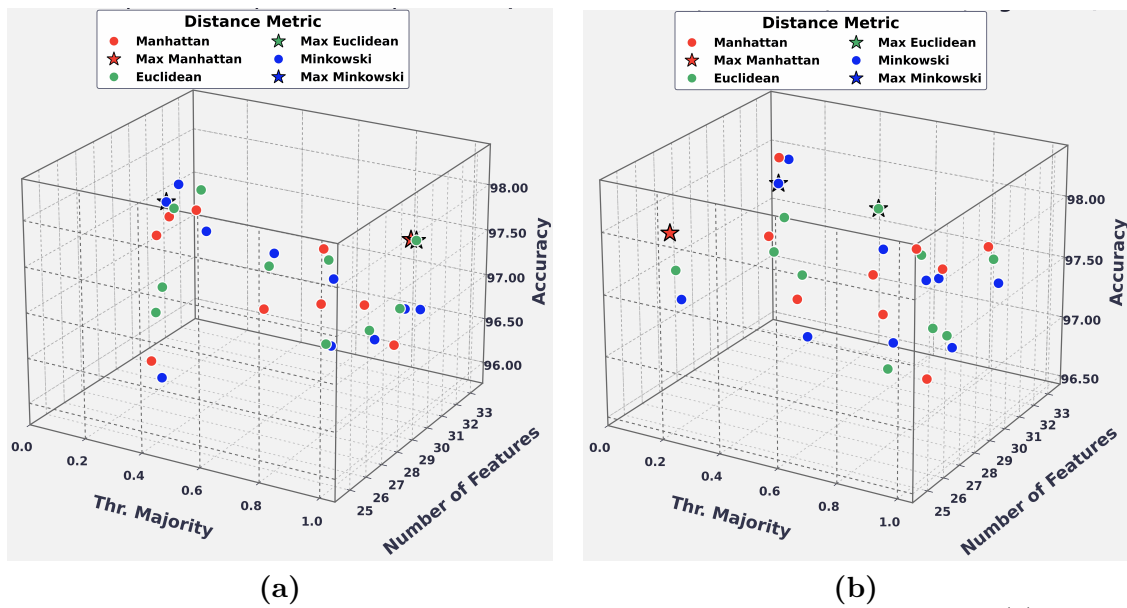 Distance Metric
Manhattan
Max Manhattan
Euclidean
Max Euclidean
Minkowski
Max Minkowski
98.00
97.50
97.00
96.50
96.00
Accuracy
0.0
0.2
0.4
0.6
0.8
1.0
Thr. Majority
25
26
27
29
30
31
32
33
Number of Features
(a)
Distance Metric
Manhattan
Max Manhattan
Euclidean
Max Euclidean
Minkowski
Max Minkowski
98.00
97.50
97.00
96.50
Accuracy
0.0
0.2
0.4
0.6
0.8
1.0
Thr. Majority
25
26
27
28
29
30
31
32
33
Number of Features
(b)